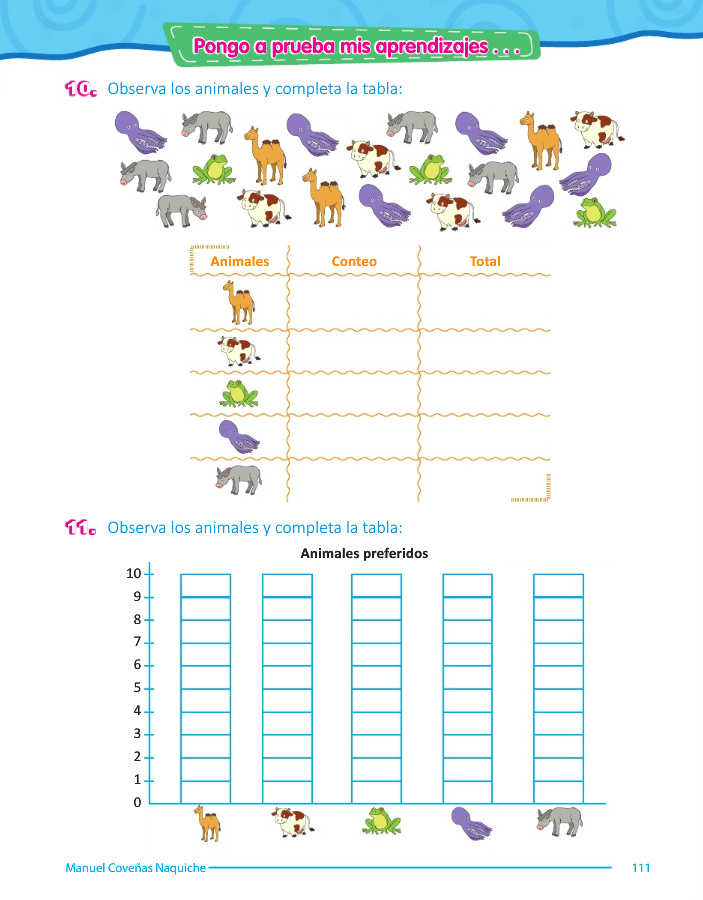 Pongo a prueba mis aprendizajes . . .
10. Observa los animales y completa la tabla:
Animales Conteo Total
11. Observa los animales y completa la tabla:
Animales preferidos
10
9
8
7
6
5
4
3
2
1
0
Manuel Coveñas Naquiche 111